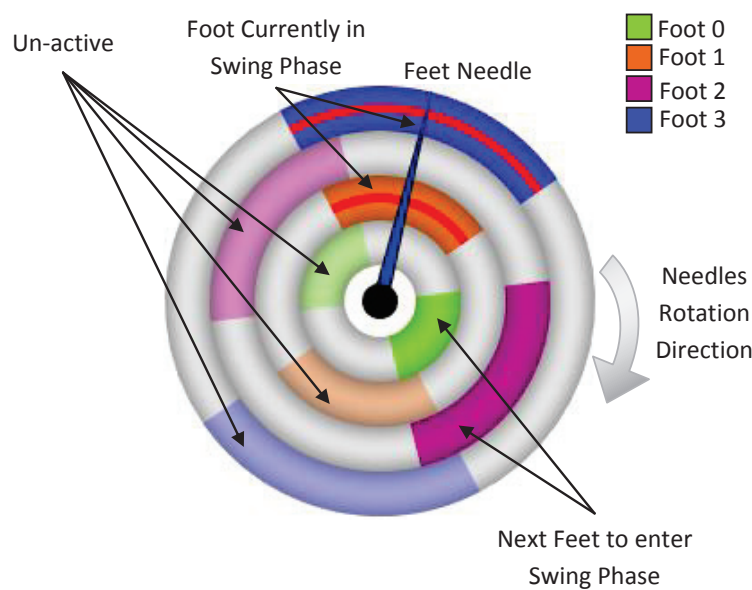 Un-active
Foot Currently in
Swing Phase
Feet Needle
Foot 0
Foot 1
Foot 2
Foot 3
Needles
Rotation
Direction
Next Feet to enter
Swing Phase